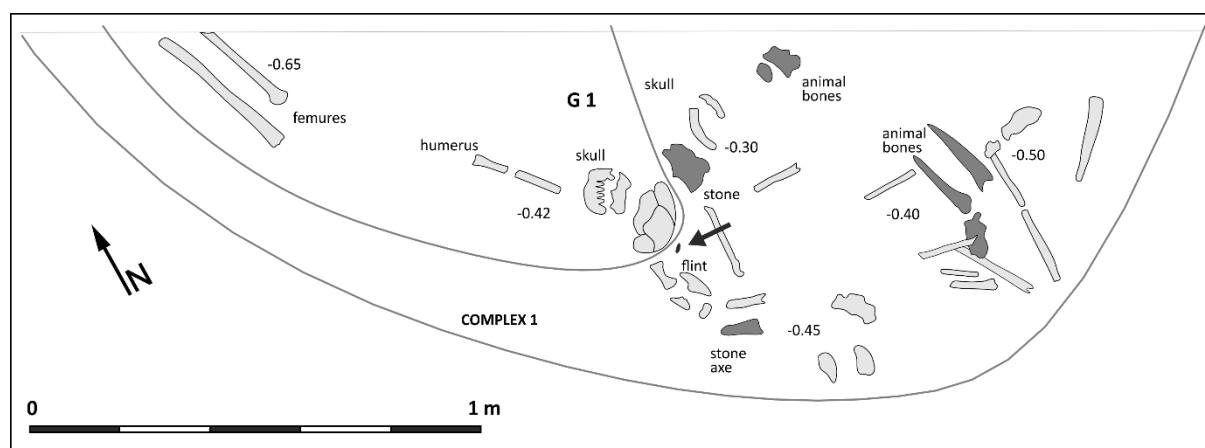 -0.65
femures
G 1
skull
animal
bones
-0.30
humerus
skull
-0.42
stone
animal
bones
-0.50
-0.40
flint
N
COMPLEX 1
-0.45
stone
axe
0
1 m